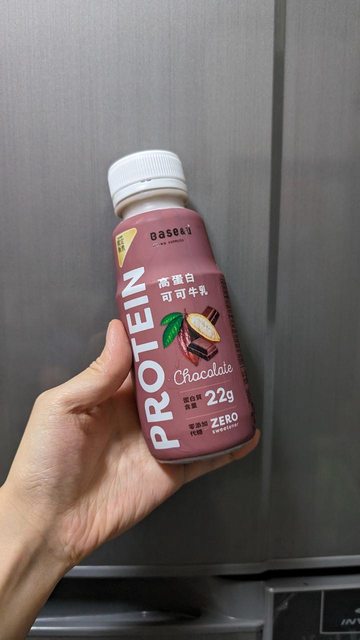 Base&U
PROTEIN
高蛋白
可可牛乳
Chocolate
蛋白質
含量
22g
零添加
代糖
ZERO
sweetener